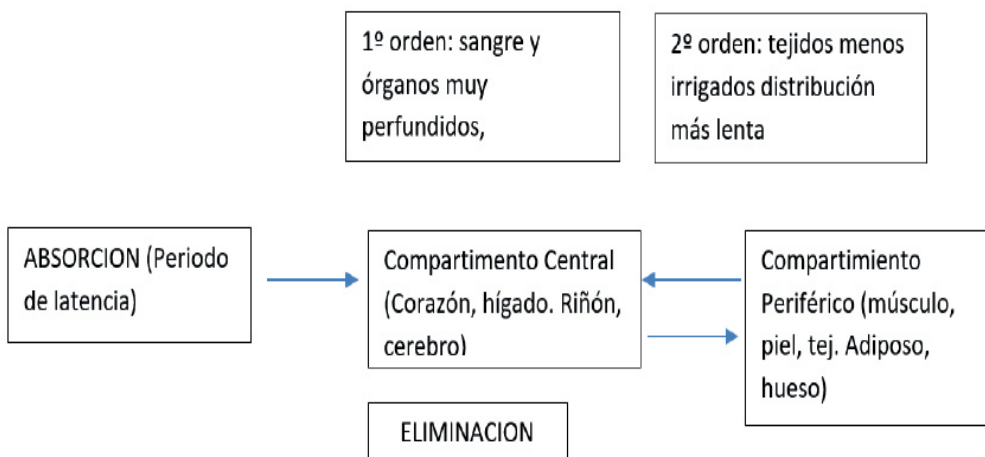 1º orden: sangre y
órganos muy
perfundidos,
2º orden: tejidos menos
irrigados distribución
más lenta
ABSORCION (Periodo
de latencia)
Compartimento Central
(Corazón, hígado. Riñón,
cerebro)
Compartimiento
Periférico (músculo,
piel, tej. Adiposo,
hueso)
ELIMINACION